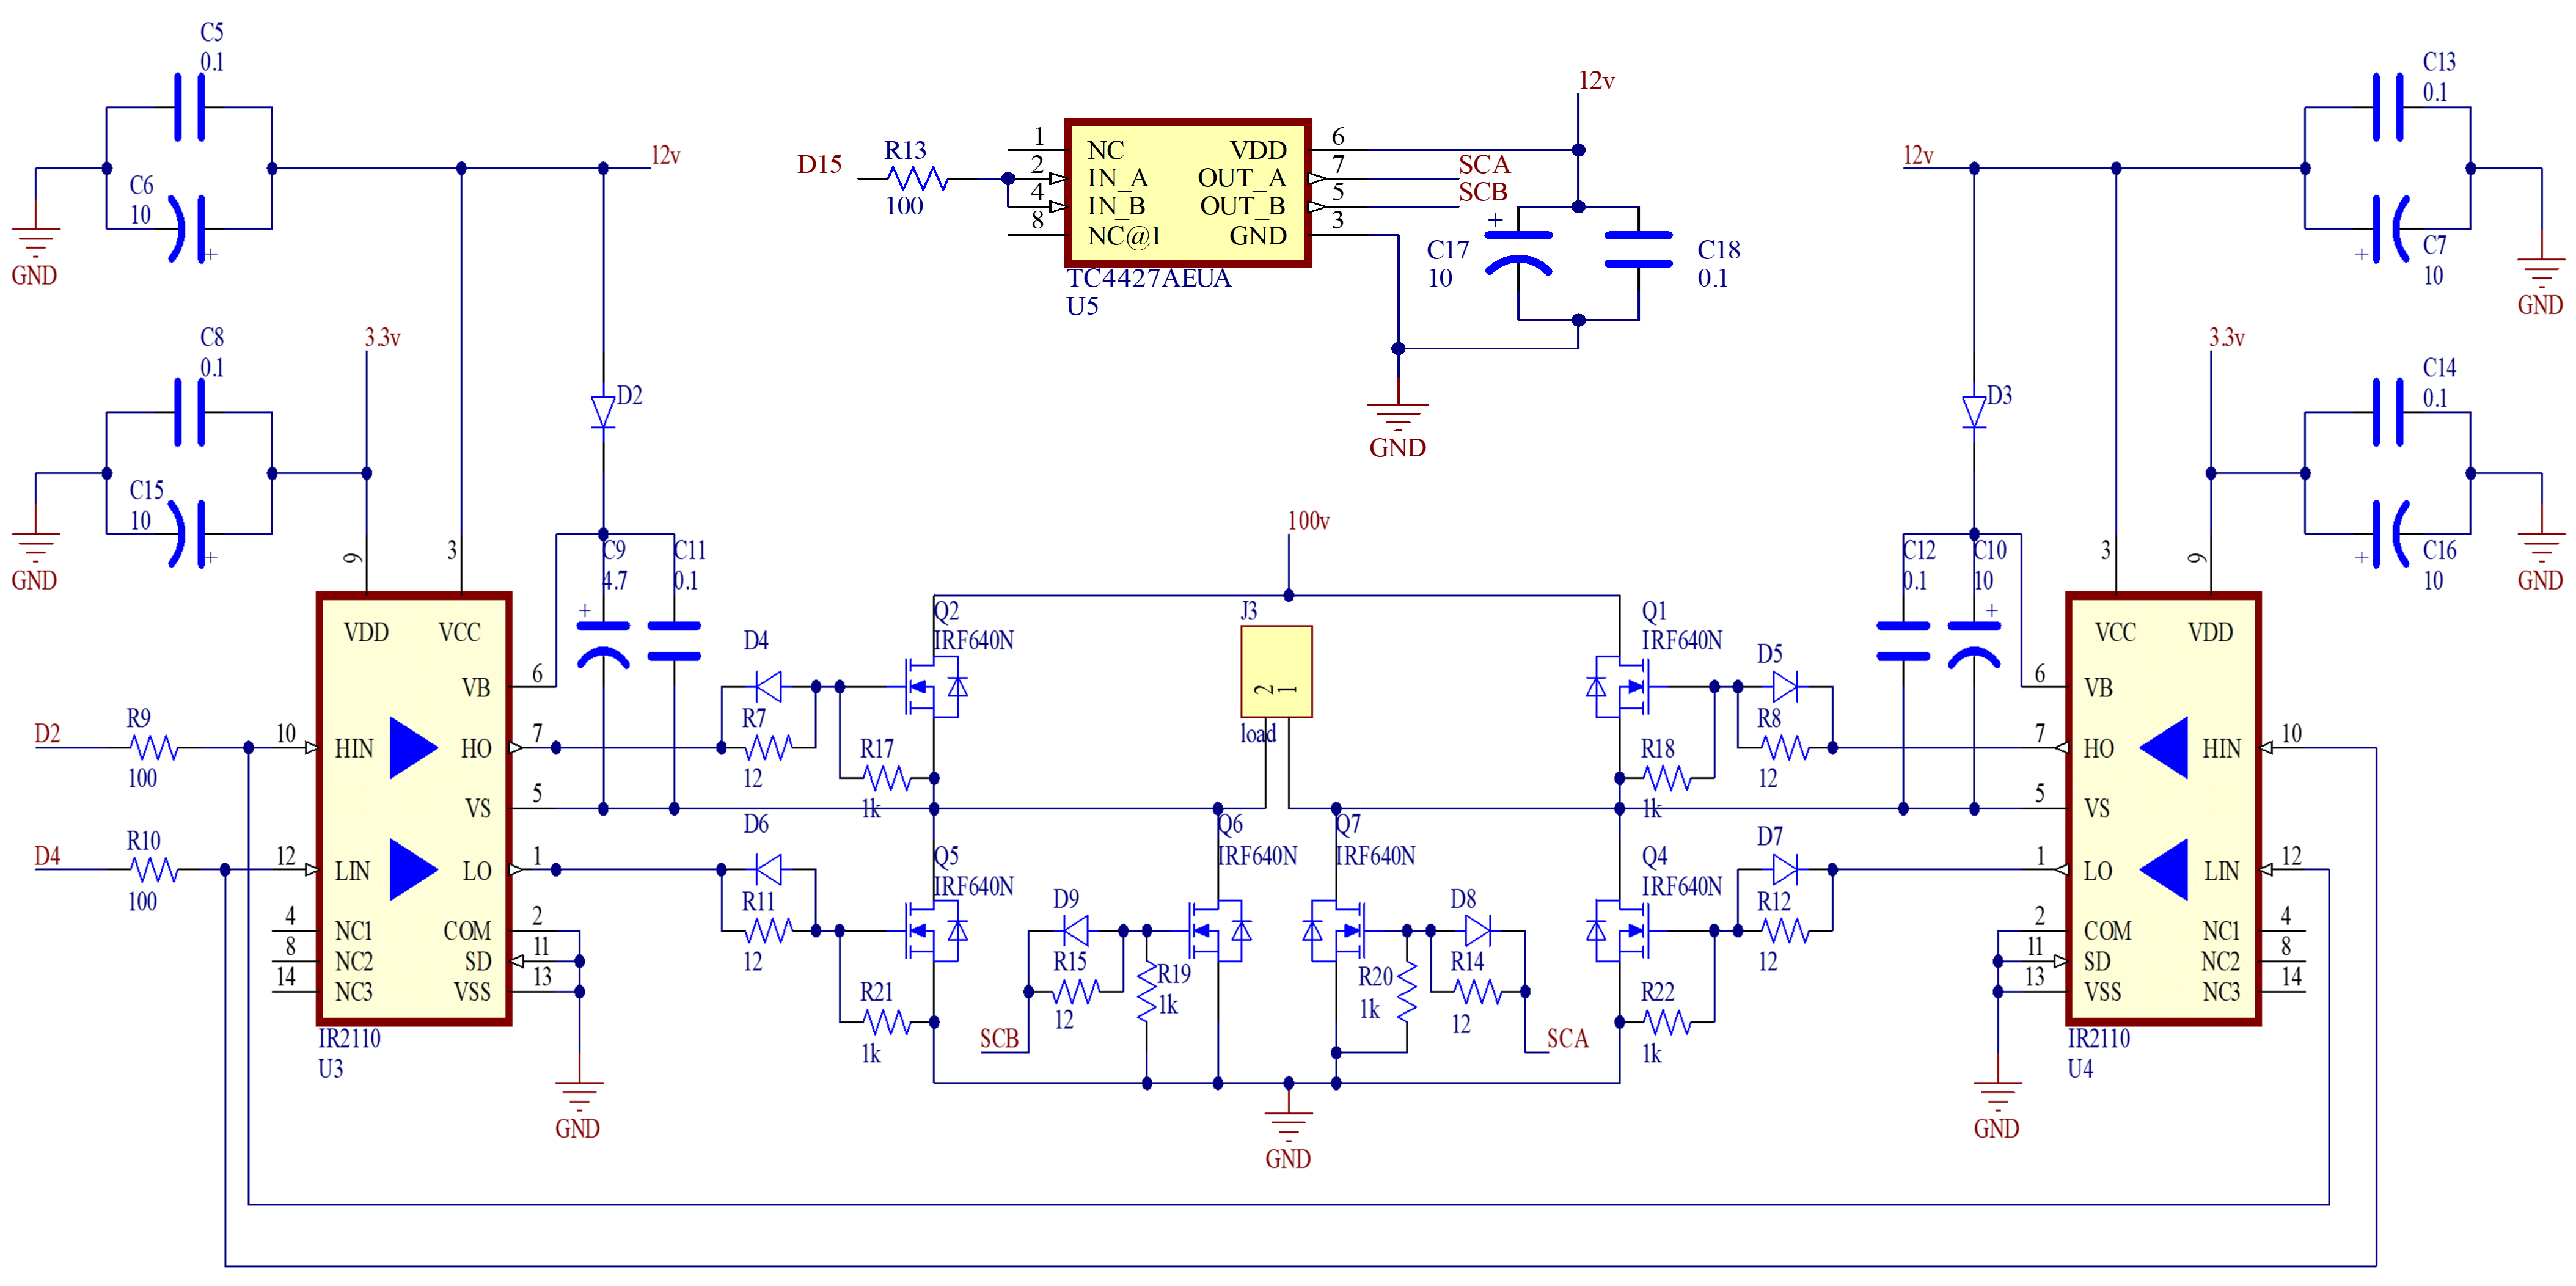 C5
0.1
C6
10
12v
GND
C8
0.1
3.3v
C15
10
GND
D2
12v
D15
R13
100
1
2
4
8
NC
IN_A
IN_B
NC@1
VDD
OUT_A
OUT_B
GND
6
7
5
3
SCA
SCB
TC4427AEUA
U5
+
C17
10
C18
0.1
GND
12v
C13
0.1
+
C7
10
GND
D3
3.3v
C14
0.1
+
C16
10
GND
+
+
9
3
VDD
VCC
VB
6
D2
R9
100
10
HIN
HO
7
VS
5
D4
R10
100
12
LIN
LO
1
4
NC1
COM
2
8
NC2
SD
11
14
NC3
VSS
13
IR2110
U3
GND
C9
4.7
+
C11
0.1
D4
R7
12
R17
1k
Q2
IRF640N
D6
R11
12
R21
1k
Q5
IRF640N
100v
J3
2
1
load
Q6
IRF640N
D9
R15
12
R19
1k
SCB
Q7
IRF640N
D8
R14
12
R20
1k
SCA
GND
Q1
IRF640N
D5
R8
12
R18
1k
Q4
IRF640N
D7
R12
12
R22
1k
C12
0.1
C10
10
+
3
9
VCC
VDD
6
VB
7
HO
HIN
10
5
VS
1
LO
LIN
12
2
COM
NC1
4
11
SD
NC2
8
13
VSS
NC3
14
IR2110
U4
GND